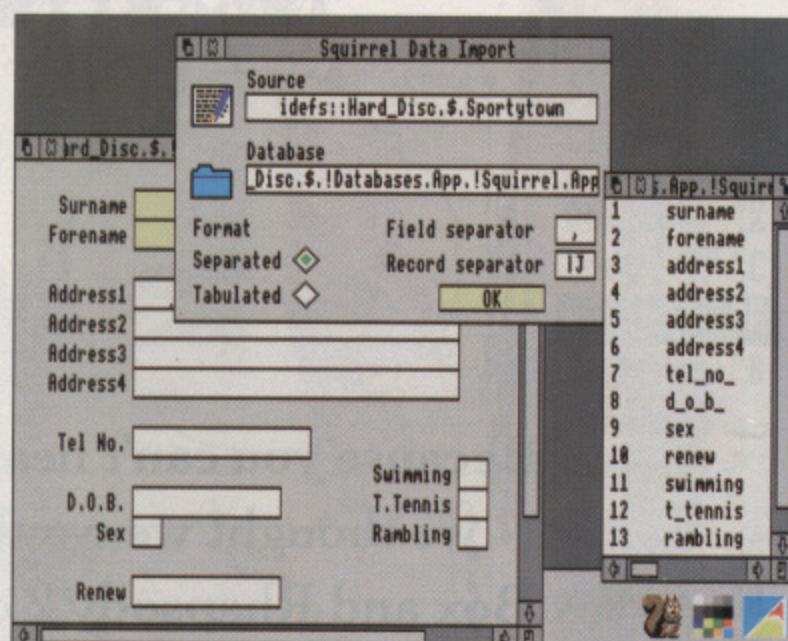 Squirrel Data Import
Source
idefs::Hard_Disc.$.Sportytown
Database
_Disc.$.!Databases.App.!Squirrel.App
Format
Separated
Tabulated
Field separator ,
Record separator |J
OK
ard_Disc.$.!
Surname
Forename
Address1
Address2
Address3
Address4
Tel No.
D.O.B.
Sex
Renew
Swimming
T.Tennis
Rambling
s.App.!Squirr
1 surname
2 forename
3 address1
4 address2
5 address3
6 address4
7 tel_no_
8 d_o_b_
9 sex
10 renew
11 swimming
12 t_tennis
13 rambling